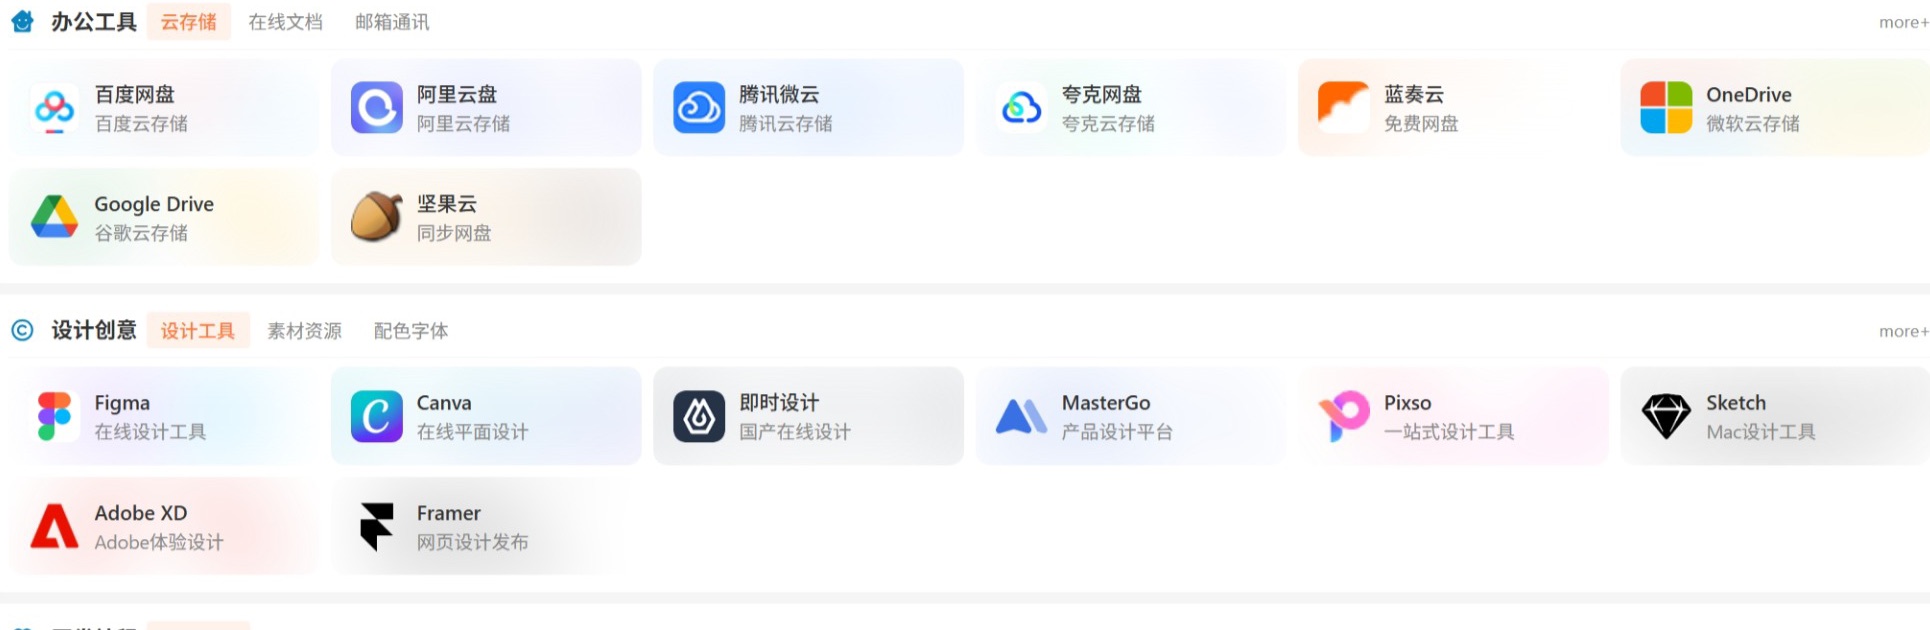 办公工具 云存储 在线文档 邮箱通讯 more+
百度网盘
百度云存储
阿里云盘
阿里云存储
腾讯微云
腾讯云存储
夸克网盘
夸克云存储
蓝奏云
免费网盘
OneDrive
微软云存储
Google Drive
谷歌云存储
坚果云
同步网盘
设计创意 设计工具 素材资源 配色字体 more+
Figma
在线设计工具
Canva
在线平面设计
即时设计
国产在线设计
MasterGo
产品设计平台
Pixso
一站式设计工具
Sketch
Mac设计工具
Adobe XD
Adobe体验设计
Framer
网页设计发布